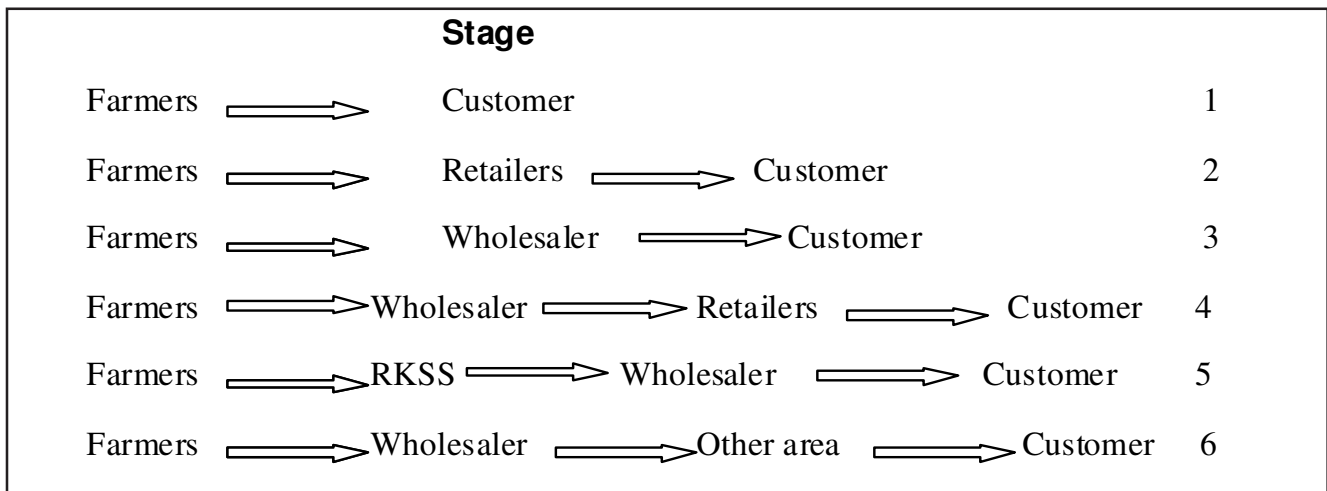 Stage
Farmers Customer 1
Farmers Retailers Customer 2
Farmers Wholesaler Customer 3
Farmers Wholesaler Retailers Customer 4
Farmers RKSS Wholesaler Customer 5
Farmers Wholesaler Other area Customer 6